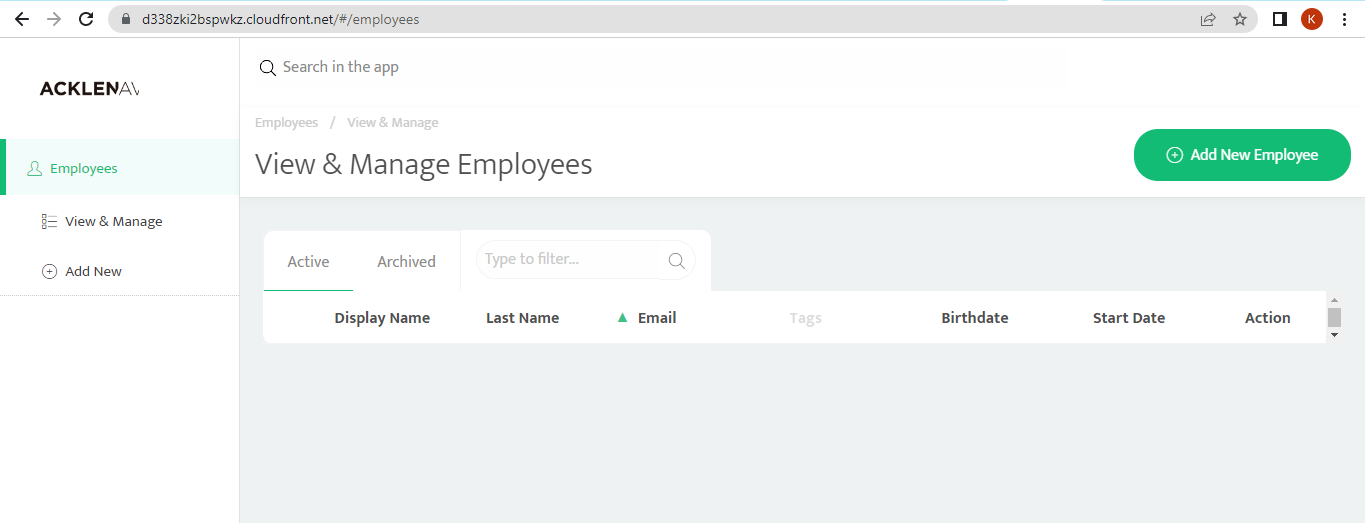 d338zki2bspwkz.cloudfront.net/#/employees
K
ACKLENAV
Search in the app
Employees / View & Manage
View & Manage Employees
Add New Employee
Employees
View & Manage
Add New
Active Archived Type to filter...
Display Name Last Name Email Tags Birthdate Start Date Action